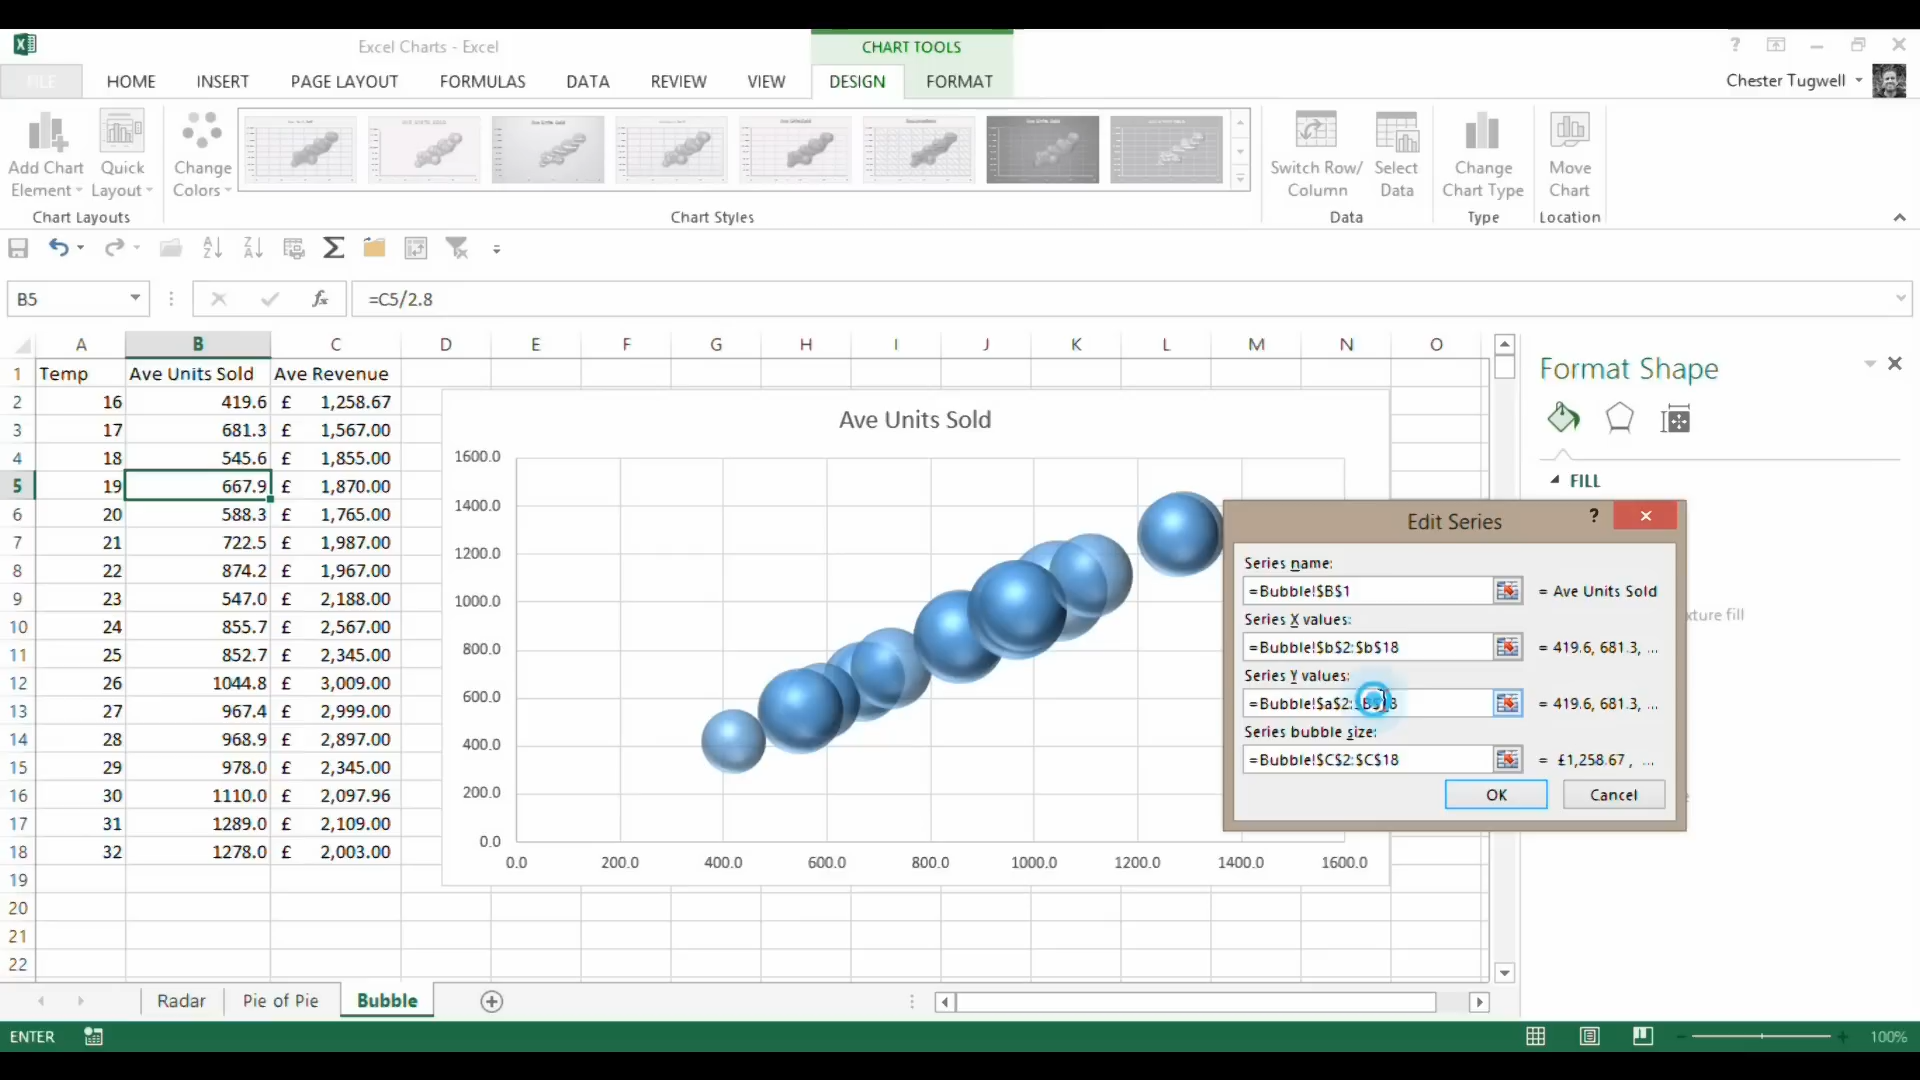 Excel Charts - Excel
CHART TOOLS
?
FILE
HOME
INSERT
PAGE LAYOUT
FORMULAS
DATA
REVIEW
VIEW
DESIGN
FORMAT
Chester Tugwell
Add Chart
Element
Quick
Layout
Change
Colors
Switch Row/
Column
Select
Data
Change
Chart Type
Move
Chart
Chart Layouts
Chart Styles
Data
Type
Location
B5
fx
=C5/2.8
A B C D E F G H I J K L M N O
1 Temp Ave Units Sold Ave Revenue
2 16 419.6 £ 1,258.67
3 17 681.3 £ 1,567.00
4 18 545.6 £ 1,855.00
5 19 667.9 £ 1,870.00
6 20 588.3 £ 1,765.00
7 21 722.5 £ 1,987.00
8 22 874.2 £ 1,967.00
9 23 547.0 £ 2,188.00
10 24 855.7 £ 2,567.00
11 25 852.7 £ 2,345.00
12 26 1044.8 £ 3,009.00
13 27 967.4 £ 2,999.00
14 28 968.9 £ 2,897.00
15 29 978.0 £ 2,345.00
16 30 1110.0 £ 2,097.96
17 31 1289.0 £ 2,109.00
18 32 1278.0 £ 2,003.00
19
20
21
22
Ave Units Sold
1600.0
1400.0
1200.0
1000.0
800.0
600.0
400.0
200.0
0.0
0.0 200.0 400.0 600.0 800.0 1000.0 1200.0 1400.0 1600.0
Format Shape
FILL
xture fill
Edit Series
?
Series name:
=Bubble!$B$1
= Ave Units Sold
Series X values:
=Bubble!$b$2:$b$18
= 419.6, 681.3, ...
Series Y values:
=Bubble!$a$2:$B$18
= 419.6, 681.3, ...
Series bubble size:
=Bubble!$C$2:$C$18
= £1,258.67 , ...
OK
Cancel
Radar
Pie of Pie
Bubble
ENTER
100%